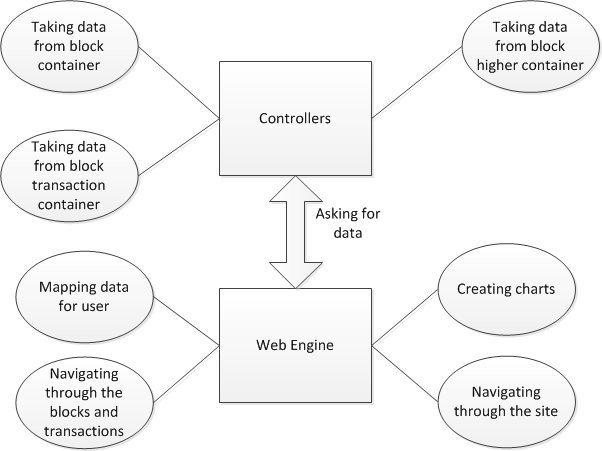 Taking data
from block
container
Taking data
from block
higher container
Controllers
Taking data
from block
transaction
container
Asking for
data
Mapping data
for user
Creating charts
Web Engine
Navigating
through the
blocks and
transactions
Navigating
through the site